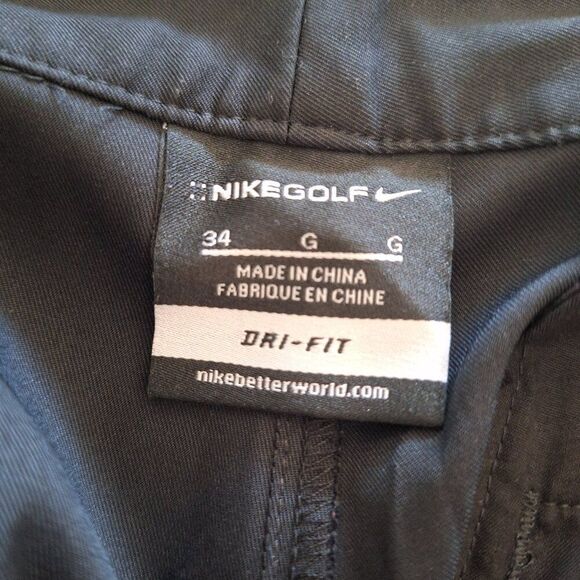 NIKEGOLF
34 G G
MADE IN CHINA
FABRIQUE EN CHINE
DRI-FIT
nikebetterworld.com